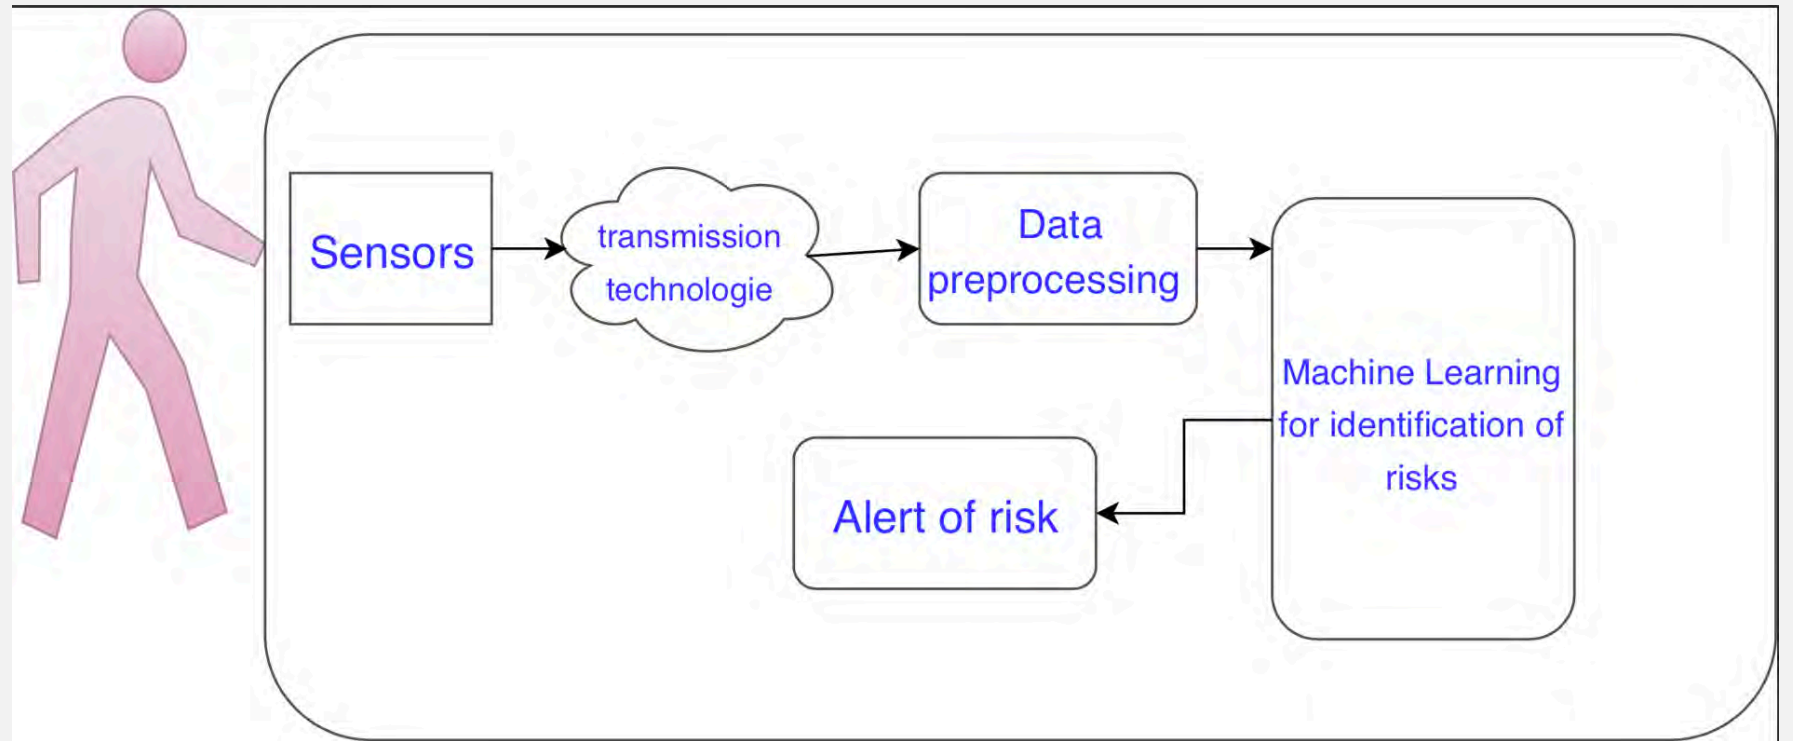 Sensors
transmission
technologie
Data
preprocessing
Machine Learning
for identification of
risks
Alert of risk